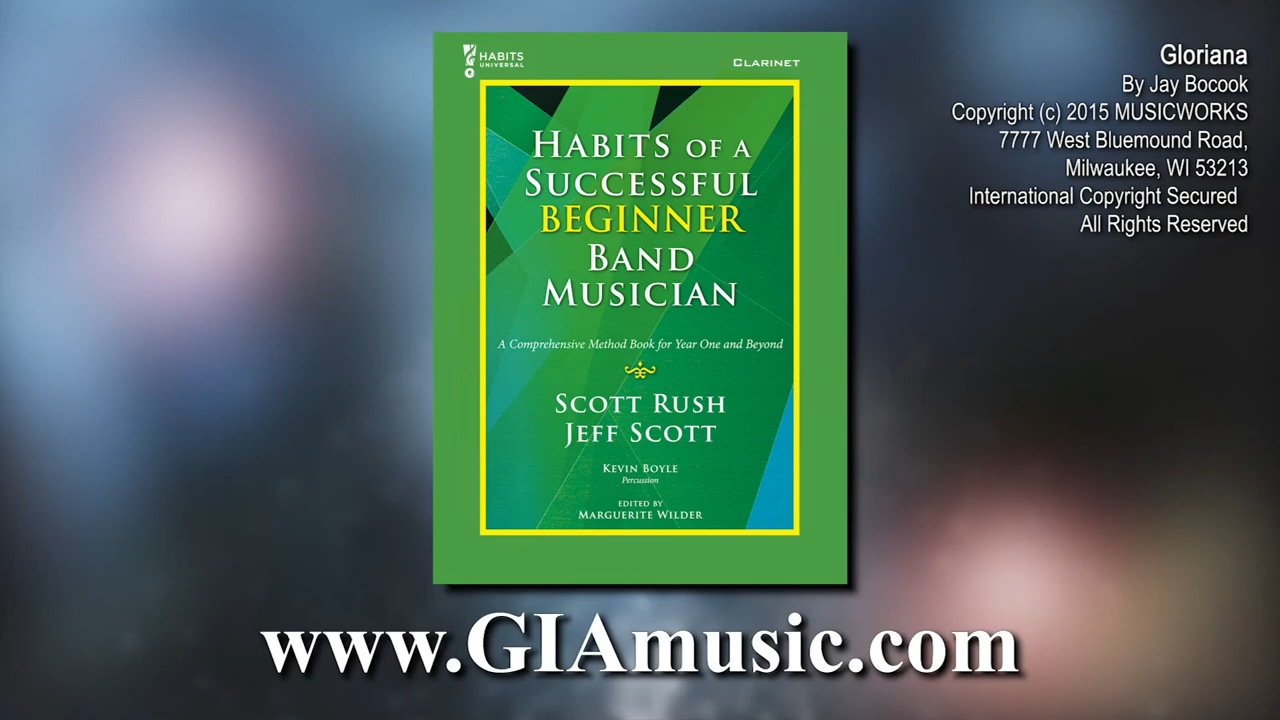 HABITS
UNIVERSAL
CLARINET
HABITS OF A
SUCCESSFUL
BEGINNER
BAND
MUSICIAN
A Comprehensive Method Book for Year One and Beyond
SCOTT RUSH
JEFF SCOTT
KEVIN BOYLE
Percussion
EDITED BY
MARGUERITE WILDER
Gloriana
By Jay Bocook
Copyright (c) 2015 MUSICWORKS
7777 West Bluemound Road,
Milwaukee, WI 53213
International Copyright Secured
All Rights Reserved
www.GIAmusic.com